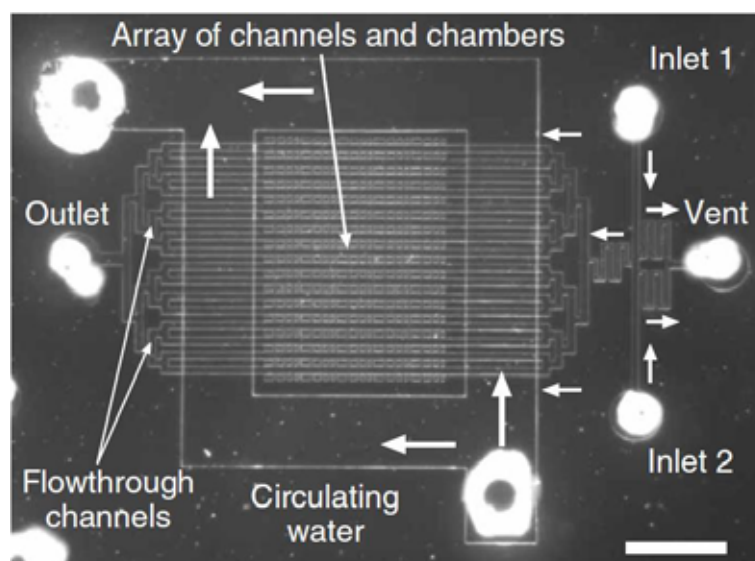 Array of channels and chambers
Inlet 1
Outlet
Vent
Flowthrough
channels
Circulating
water
Inlet 2